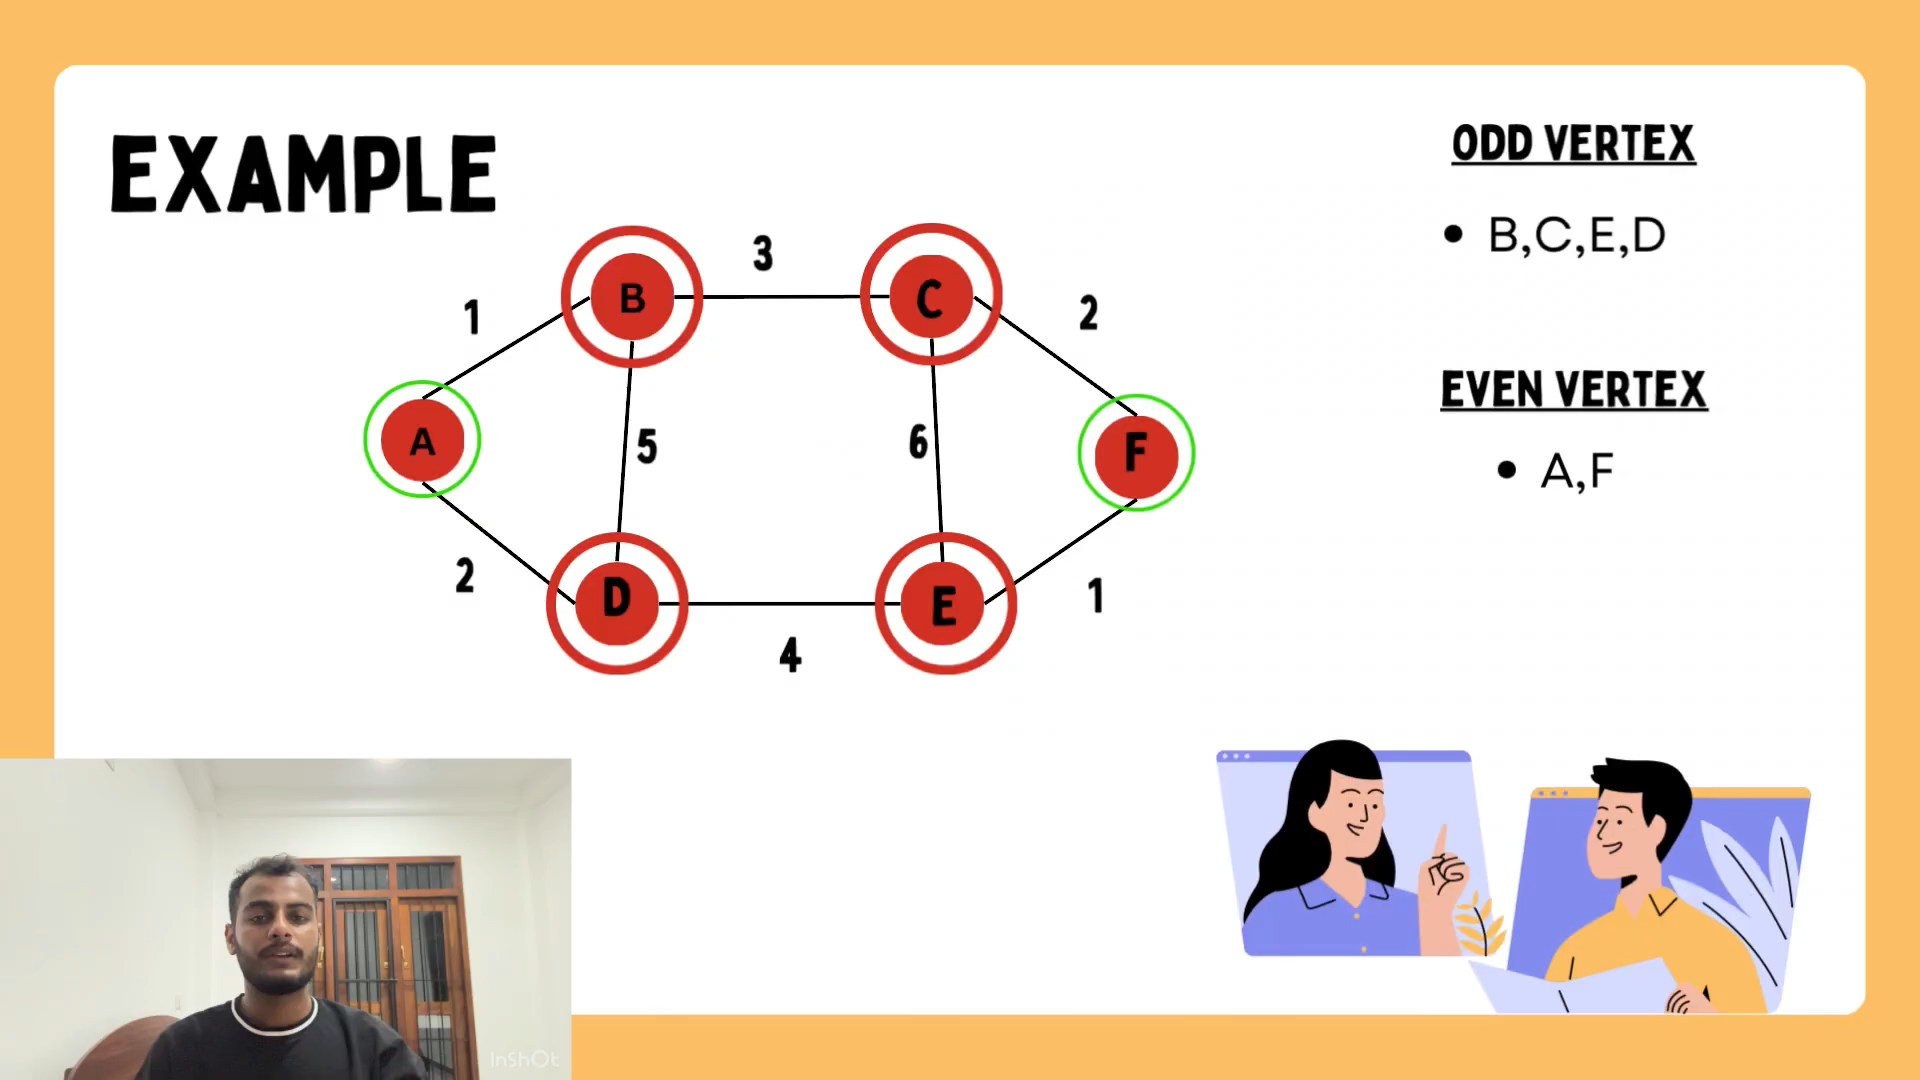 EXAMPLE
ODD VERTEX
• B,C,E,D
EVEN VERTEX
• A,F
3
1
2
B
C
5
6
A
F
2
1
D
E
4
InShOt